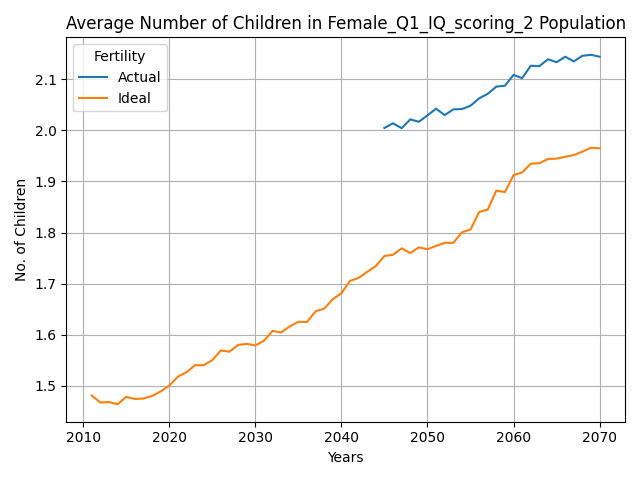 Average Number of Children in Female_Q1_IQ_scoring_2 Population
Fertility
Actual
Ideal
No. of Children
2.1
2.0
1.9
1.8
1.7
1.6
1.5
2010 2020 2030 2040 2050 2060 2070
Years